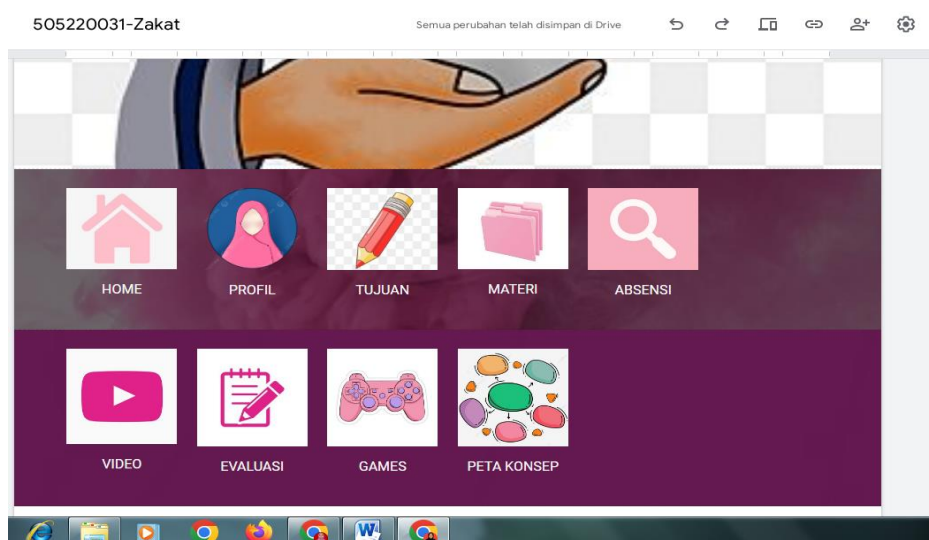 505220031-Zakat
Semua perubahan telah disimpan di Drive
HOME PROFIL TUJUAN MATERI ABSENSI
VIDEO EVALUASI GAMES PETA KONSEP
W